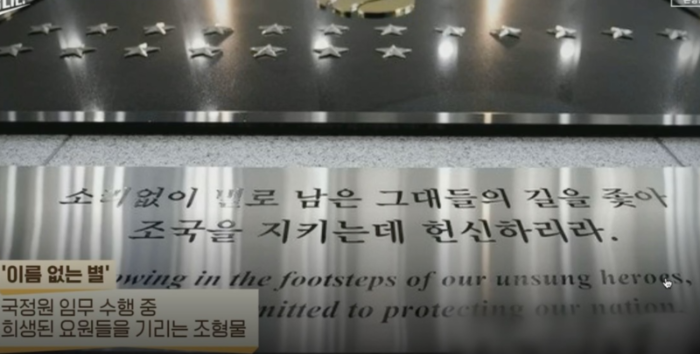 소리없이 별로 남은 그대들의 길을 좇아
조국을 지키는데 헌신하리라.
wing in the footsteps of our unsung heroes,
mitted to protecting our nation.
'이름 없는 별'
국정원 임무 수행 중
희생된 요원들을 기리는 조형물